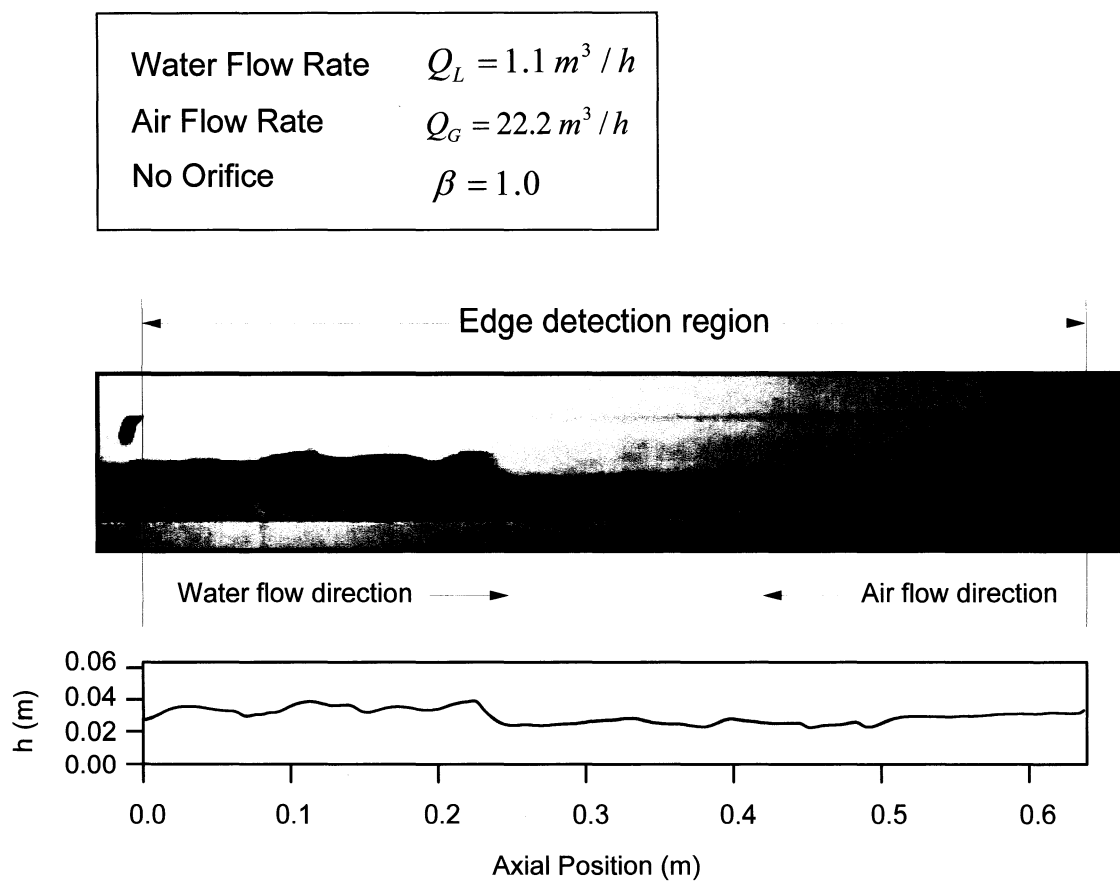 Water Flow Rate Q_L = 1.1 m³ / h
Air Flow Rate Q_G = 22.2 m³ / h
No Orifice β = 1.0
Edge detection region
Water flow direction Air flow direction
0.06
0.04
0.02
0.00
h (m)
0.0 0.1 0.2 0.3 0.4 0.5 0.6
Axial Position (m)